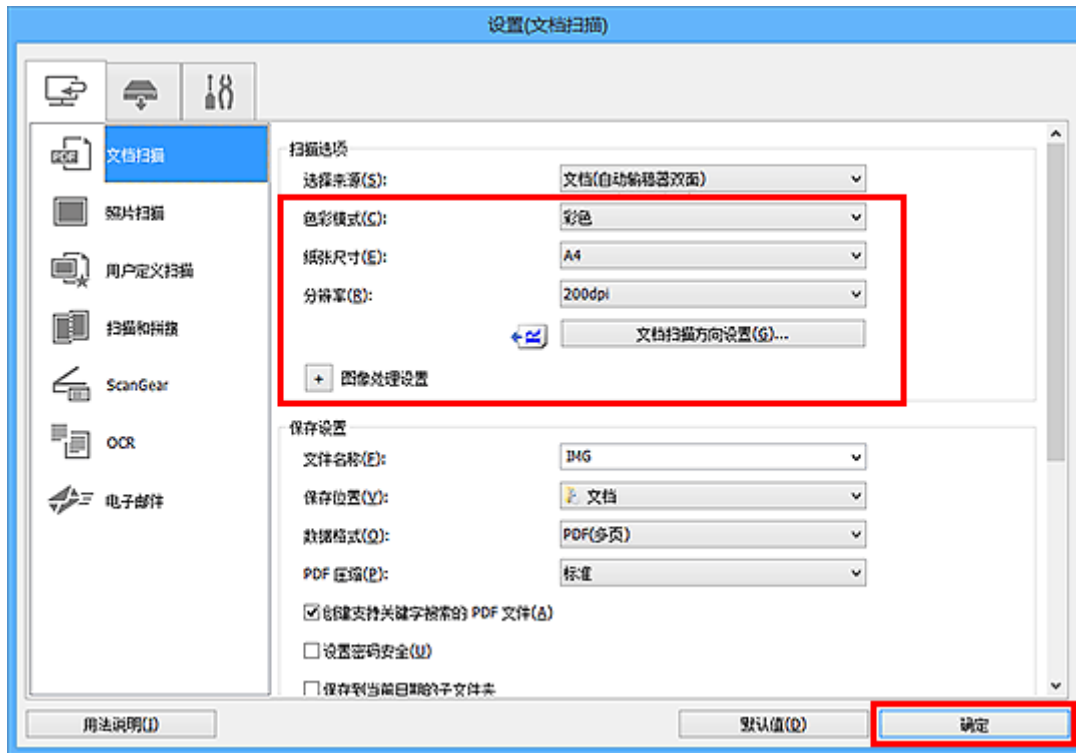 设置(文档扫描)
文档扫描
照片扫描
用户定义扫描
扫描和拼接
ScanGear
OCR
电子邮件
扫描选项
选择来源(S): 文档(自动输稿器双面)
色彩模式(C): 彩色
纸张尺寸(E): A4
分辨率(R): 200dpi
文档扫描方向设置(G)...
+ 图像处理设置
保存设置
文件名称(F): IMG
保存位置(V): 文档
数据格式(O): PDF(多页)
PDF 压缩(P): 标准
创建支持关键字搜索的 PDF 文件(A)
设置密码安全(U)
保存到当前日期的子文件夹
用法说明(I) 默认值(D) 确定